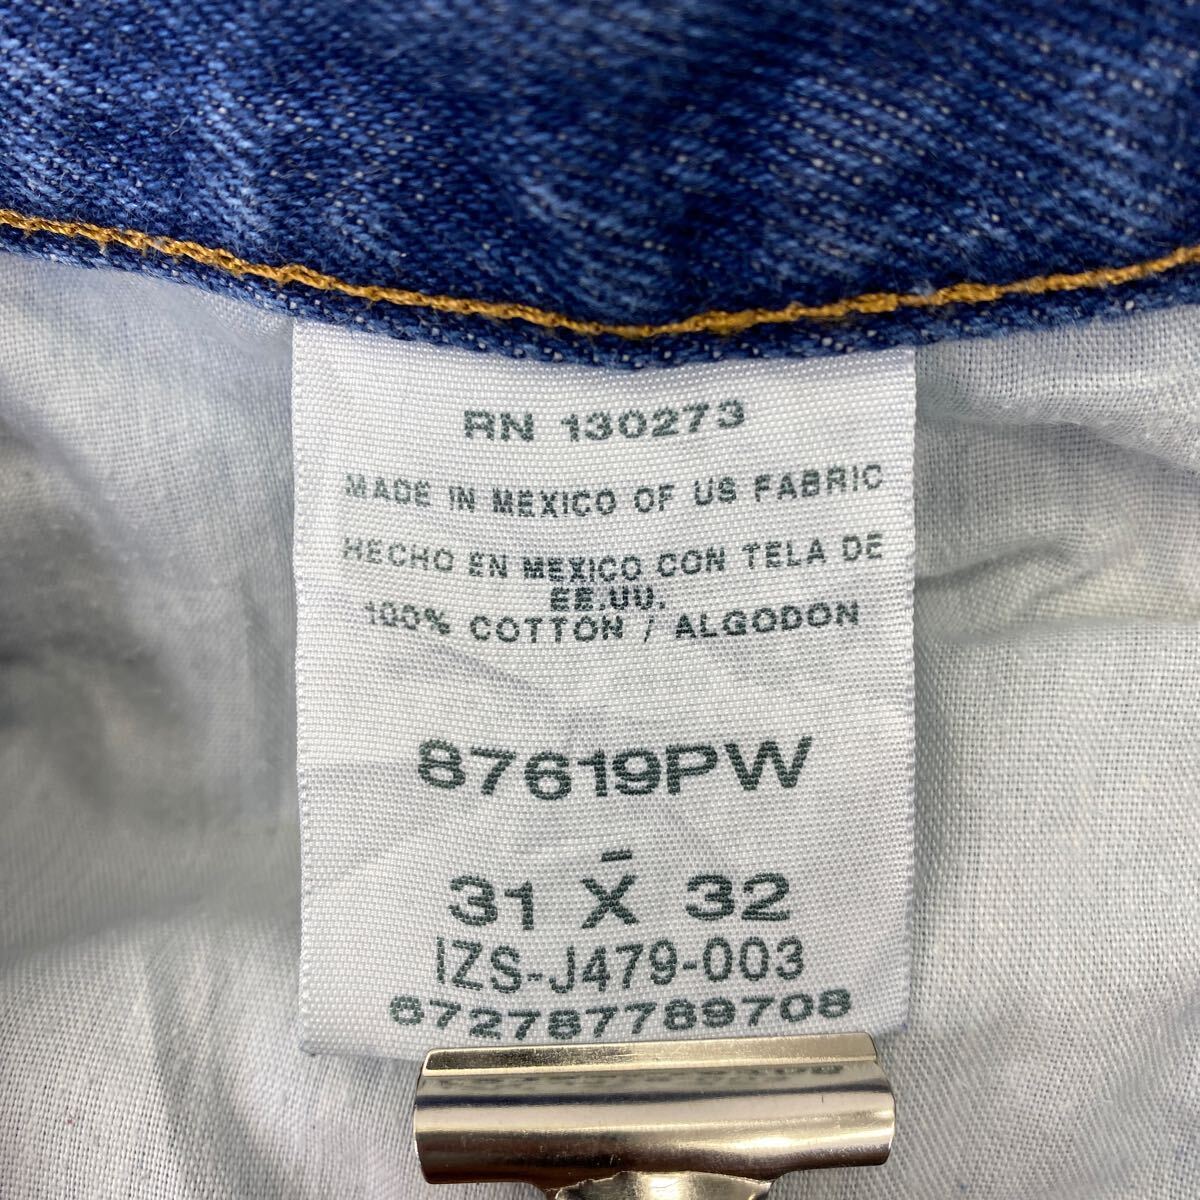 RN 130273
MADE IN MEXICO OF US FABRIC
HECHO EN MEXICO CON TELA DE
EE.UU.
100% COTTON / ALGODON
87619PW
31 X 32
IZS-J479-003
672787789708